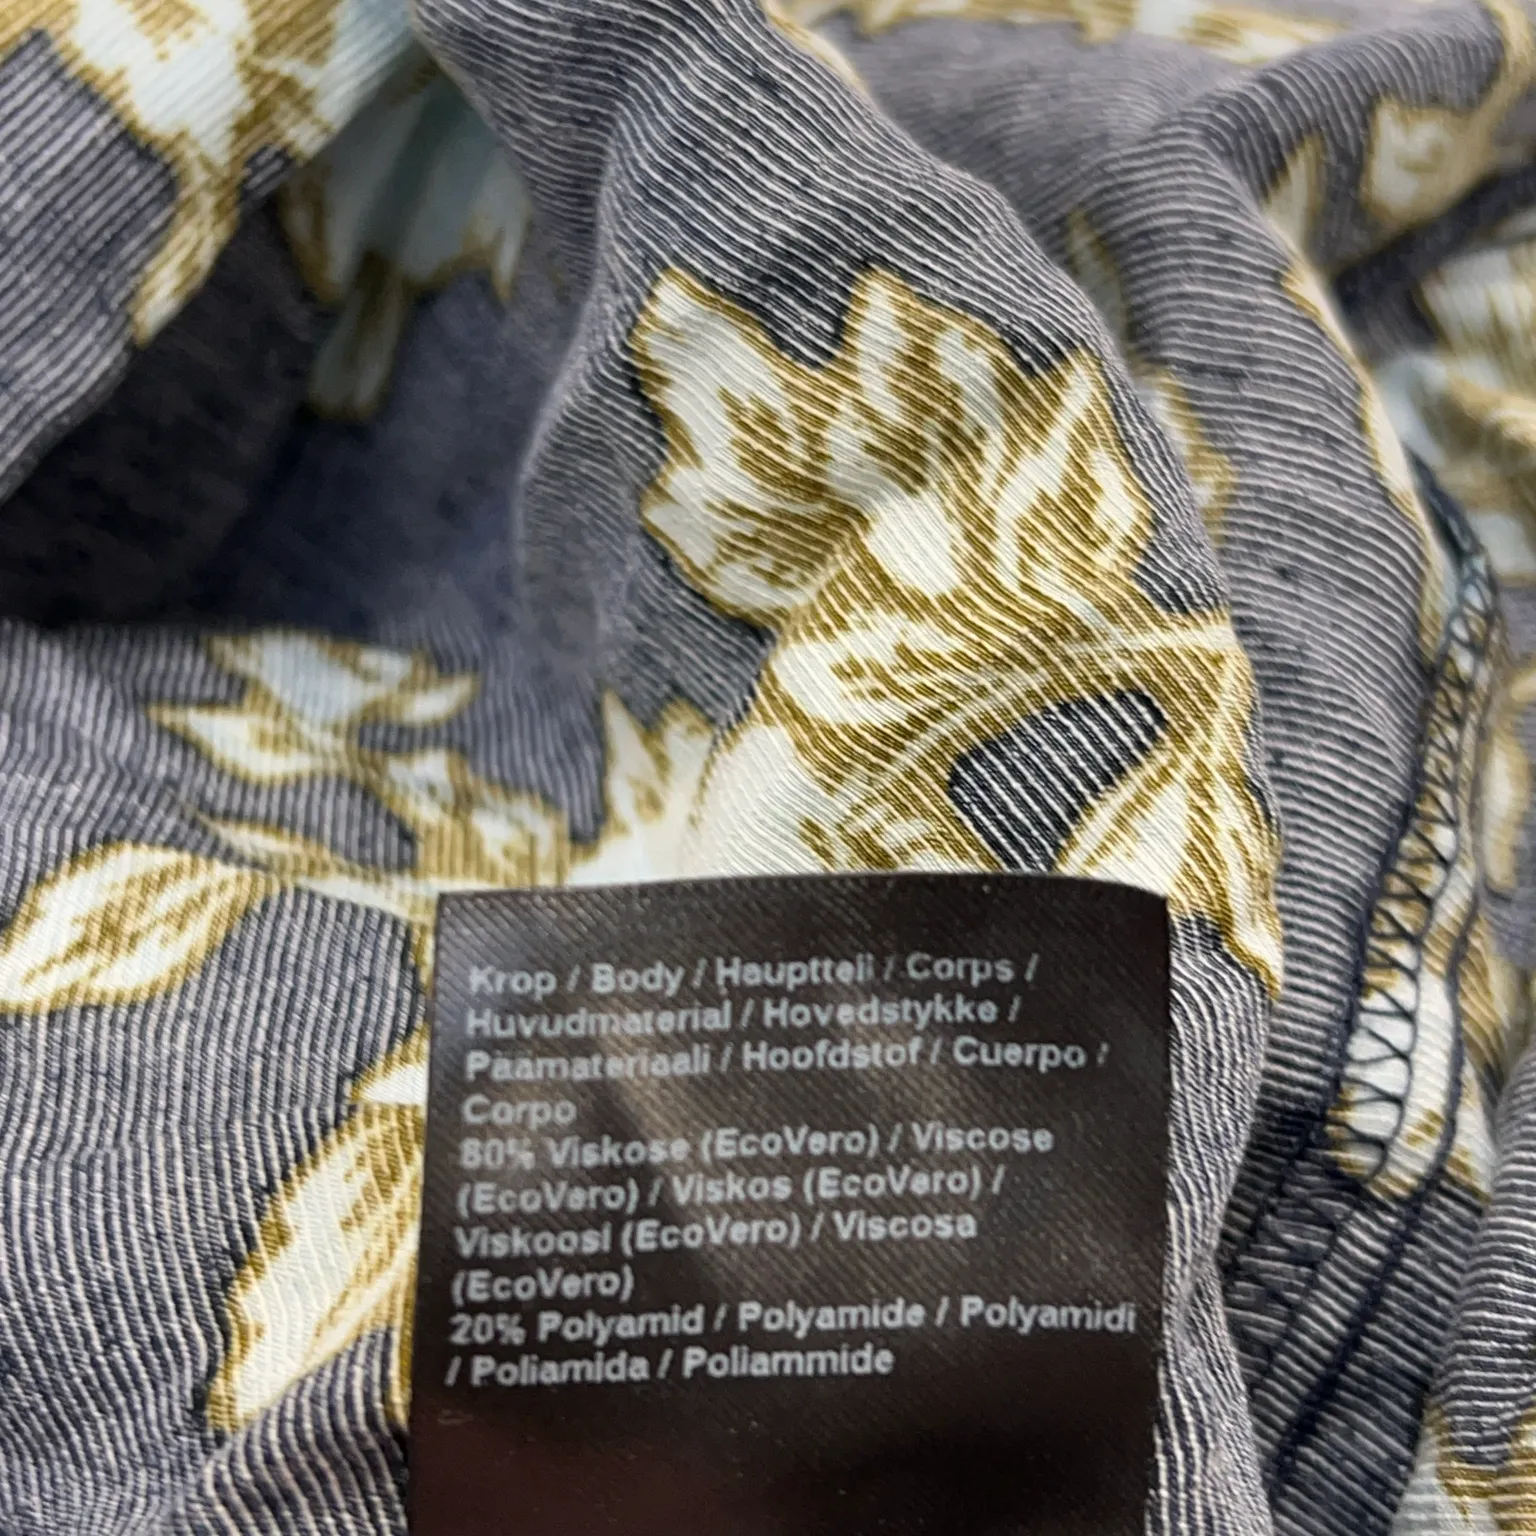 Krop / Body / Hauptteil / Corps /
Huvudmaterial / Hovedstykke /
Päämateriaali / Hoofdstof / Cuerpo /
Corpo
80% Viskose (EcoVero) / Viscose
(EcoVero) / Viskos (EcoVero) /
Viskoosi (EcoVero) / Viscosa
(EcoVero)
20% Polyamid / Polyamide / Polyamidi
/ Poliamida / Poliammide